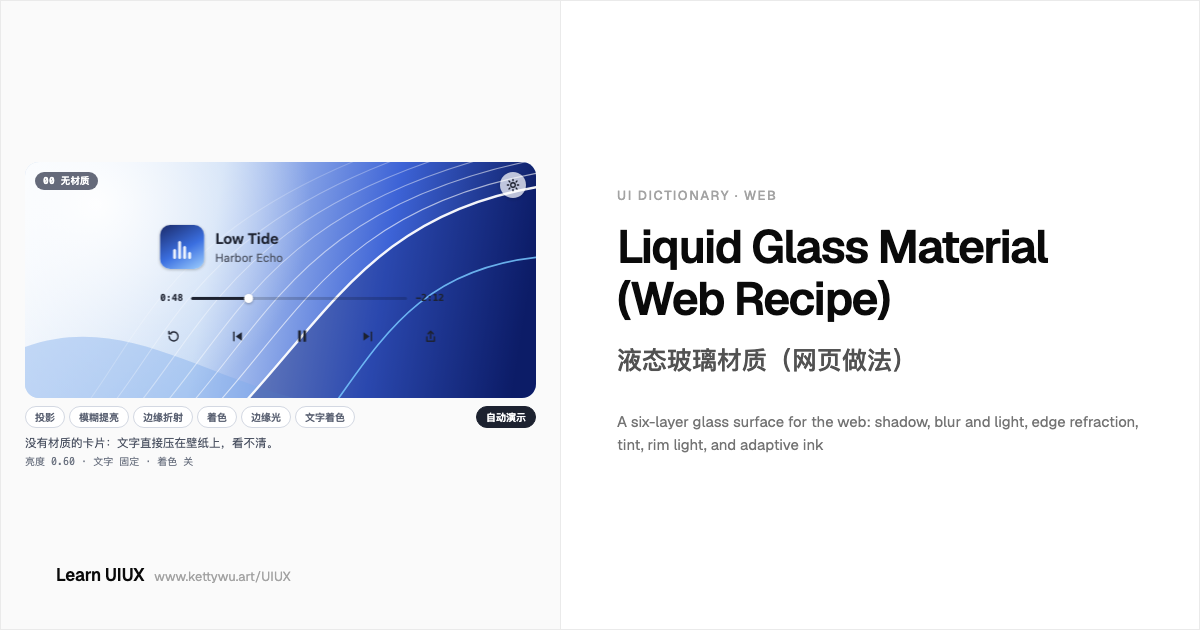 00 无材质
Low Tide
Harbor Echo
0:48
-2:12
投影
模糊提亮
边缘折射
着色
边缘光
文字着色
自动演示
没有材质的卡片：文字直接压在壁纸上，看不清。
亮度 0.60 · 文字 固定 · 着色 关
Learn UIUX www.kettywu.art/UIUX
UI DICTIONARY · WEB
Liquid Glass Material
(Web Recipe)
液态玻璃材质（网页做法）
A six-layer glass surface for the web: shadow, blur and light, edge refraction,
tint, rim light, and adaptive ink